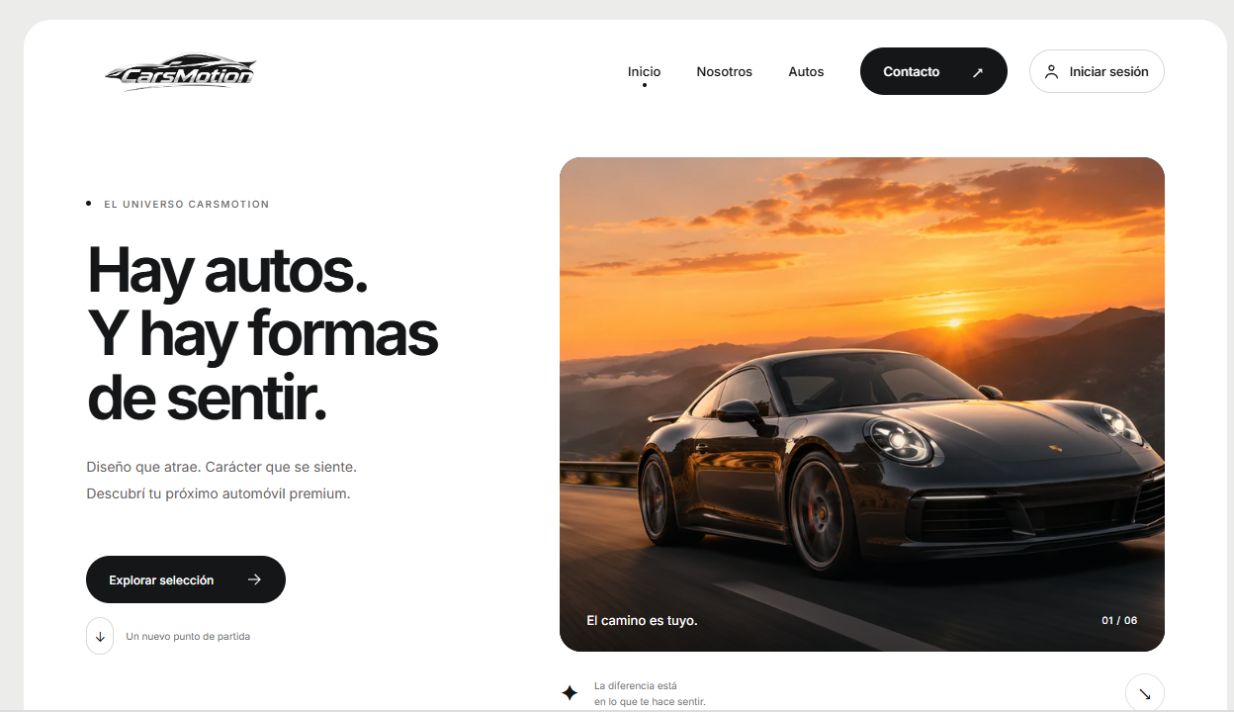 CarsMotion
Inicio
Nosotros
Autos
Contacto
Iniciar sesión
EL UNIVERSO CARSMOTION
Hay autos.
Y hay formas
de sentir.
Diseño que atrae. Carácter que se siente.
Descubrí tu próximo automóvil premium.
Explorar selección
Un nuevo punto de partida
El camino es tuyo.
01 / 06
La diferencia está
en lo que te hace sentir.